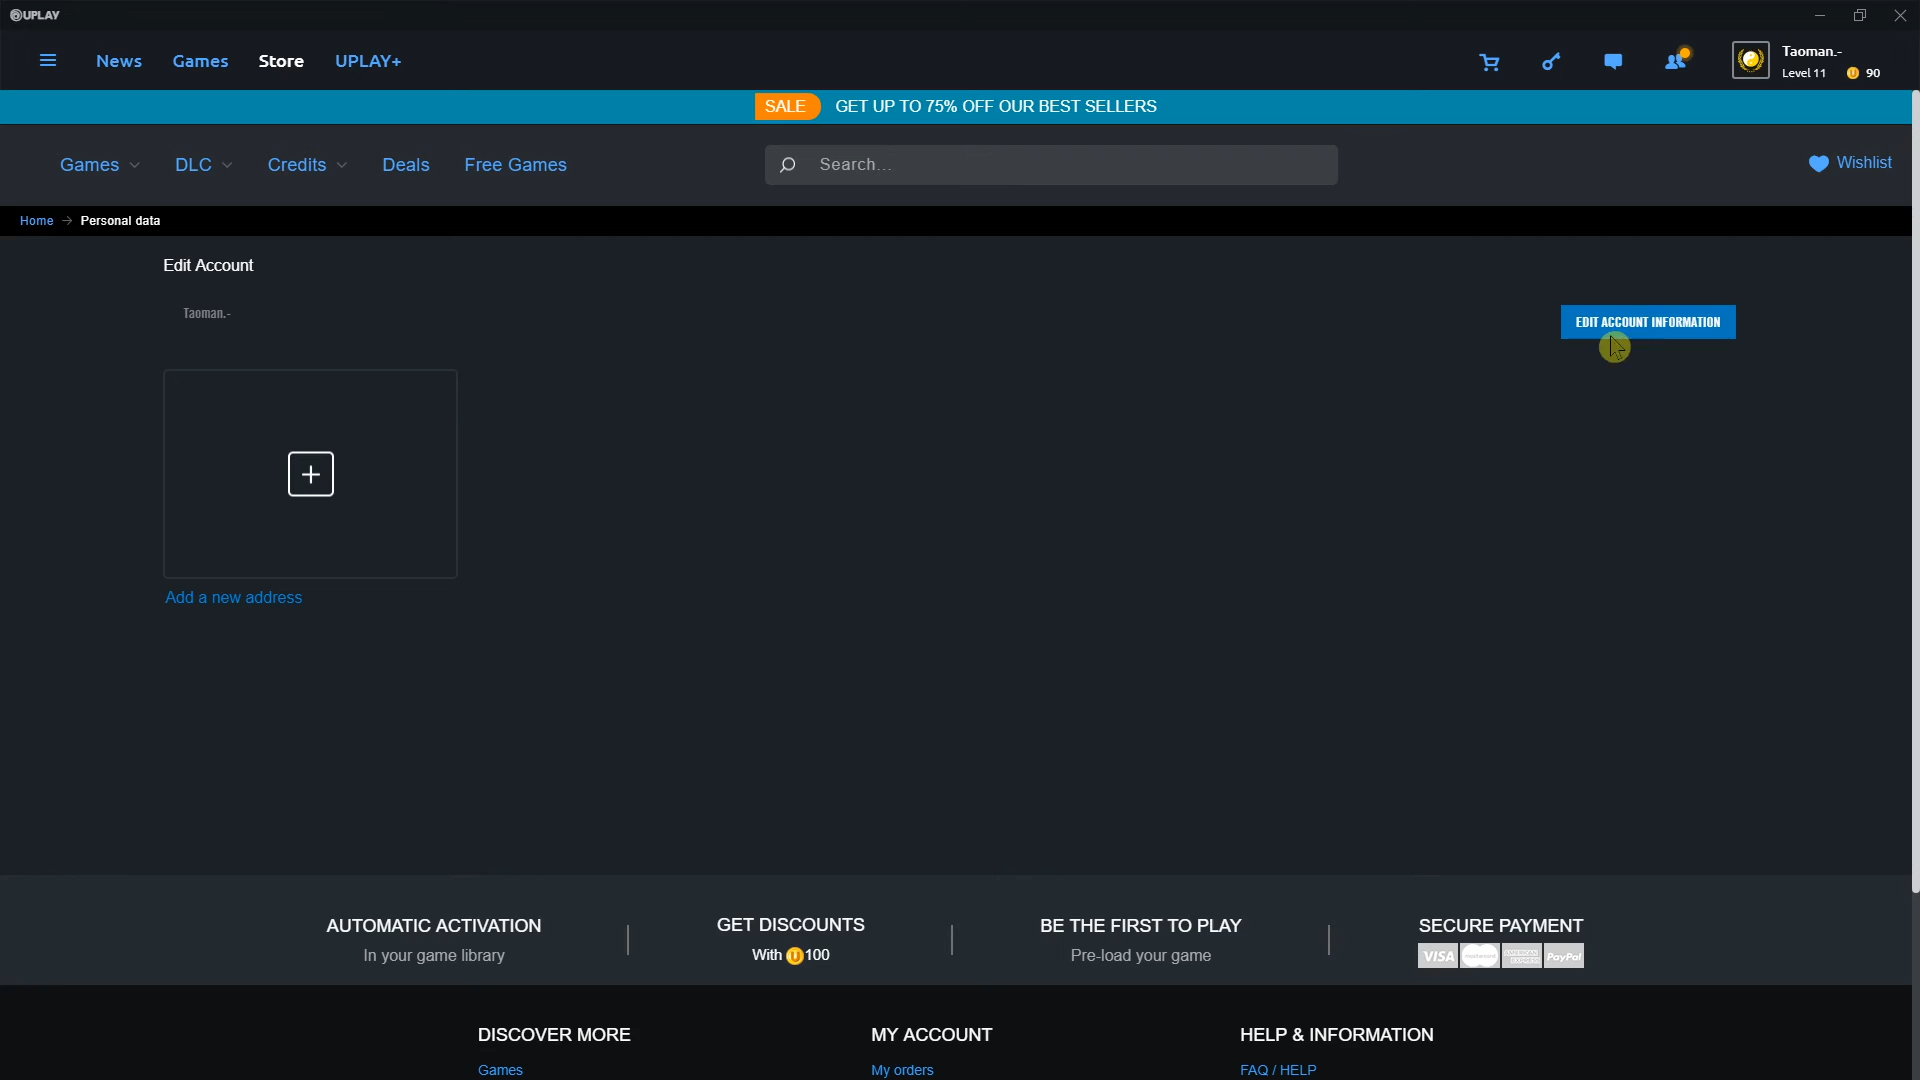 UPLAY
News Games Store UPLAY+
Taoman.-
Level 11 90
SALE GET UP TO 75% OFF OUR BEST SELLERS
Games DLC Credits Deals Free Games Search... Wishlist
Home → Personal data
Edit Account
Taoman.-
EDIT ACCOUNT INFORMATION
Add a new address
AUTOMATIC ACTIVATION
In your game library
GET DISCOUNTS
With 100
BE THE FIRST TO PLAY
Pre-load your game
SECURE PAYMENT
VISA mastercard AMERICAN EXPRESS PayPal
DISCOVER MORE MY ACCOUNT HELP & INFORMATION
Games My orders FAQ / HELP